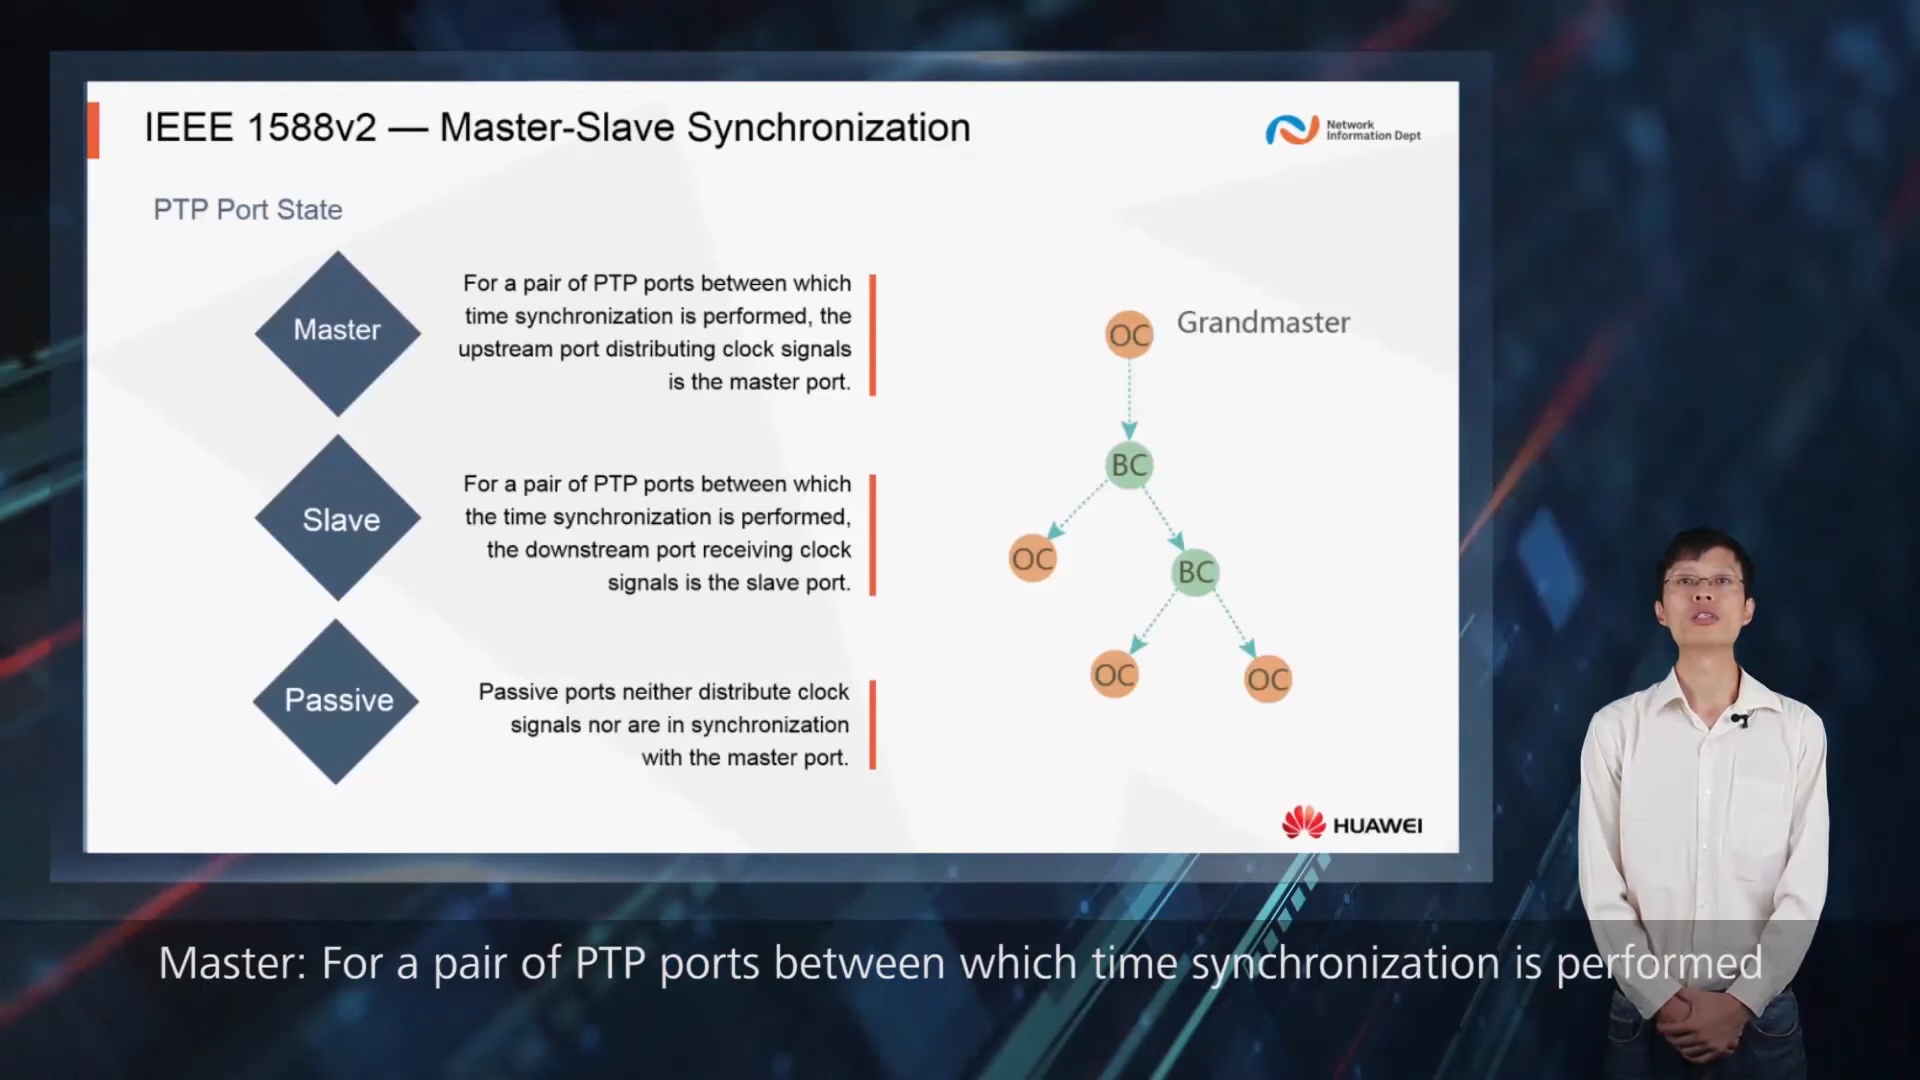 IEEE 1588v2 — Master-Slave Synchronization
Network
Information Dept
PTP Port State
Master
For a pair of PTP ports between which
time synchronization is performed, the
upstream port distributing clock signals
is the master port.
Slave
For a pair of PTP ports between which
the time synchronization is performed,
the downstream port receiving clock
signals is the slave port.
Passive
Passive ports neither distribute clock
signals nor are in synchronization
with the master port.
OC
Grandmaster
BC
OC
BC
OC
OC
HUAWEI
Master: For a pair of PTP ports between which time synchronization is performed